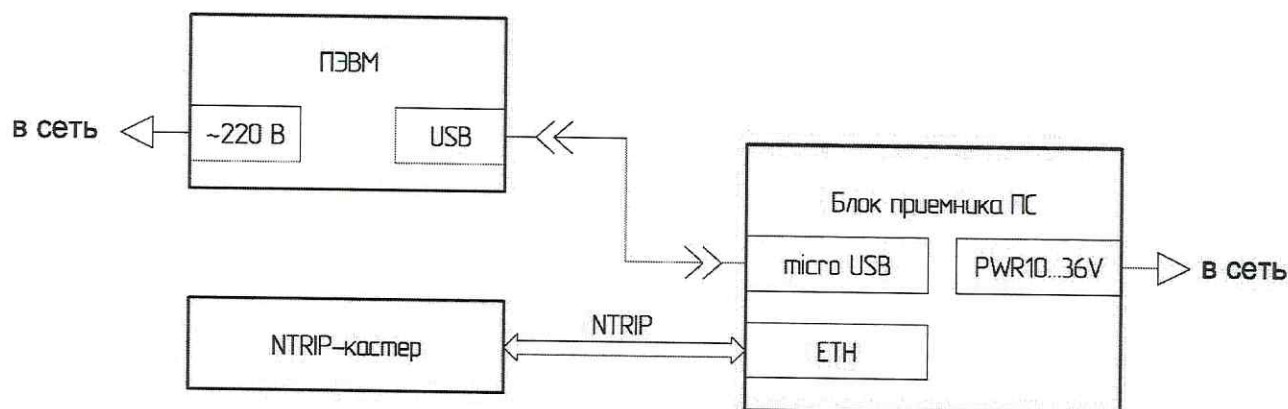 ПЭВМ
в сеть
~220 В
USB
Блок приемника ПС
micro USB
PWR10...36V
в сеть
NTRIP
NTRIP-кастер
ETH